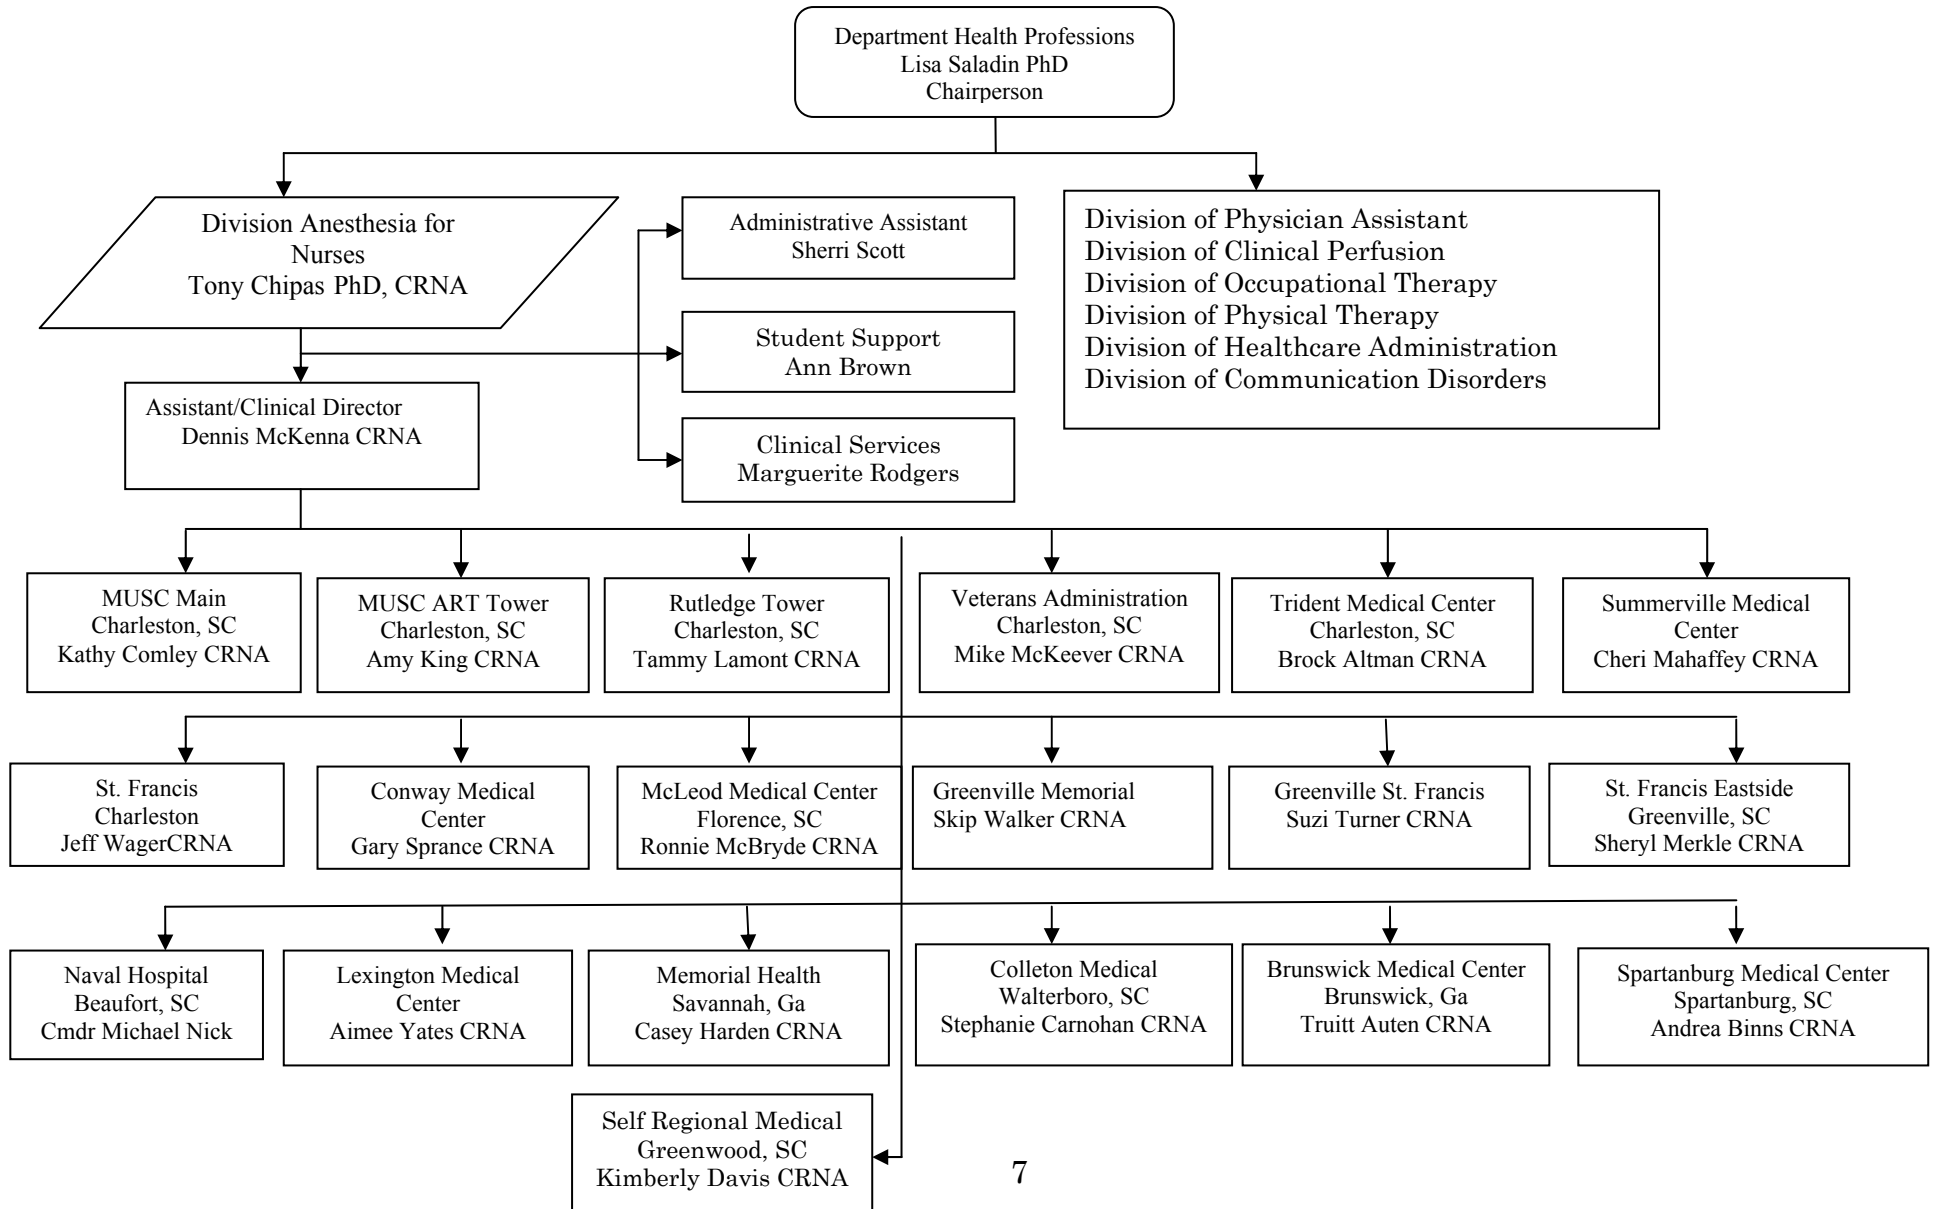 Department Health Professions
Lisa Saladin PhD
Chairperson
Division Anesthesia for
Nurses
Tony Chipas PhD, CRNA
Administrative Assistant
Sherri Scott
Division of Physician Assistant
Division of Clinical Perfusion
Division of Occupational Therapy
Division of Physical Therapy
Division of Healthcare Administration
Division of Communication Disorders
Student Support
Ann Brown
Assistant/Clinical Director
Dennis McKenna CRNA
Clinical Services
Marguerite Rodgers
MUSC Main
Charleston, SC
Kathy Comley CRNA
MUSC ART Tower
Charleston, SC
Amy King CRNA
Rutledge Tower
Charleston, SC
Tammy Lamont CRNA
Veterans Administration
Charleston, SC
Mike McKeever CRNA
Trident Medical Center
Charleston, SC
Brock Altman CRNA
Summerville Medical
Center
Cheri Mahaffey CRNA
St. Francis
Charleston
Jeff WagerCRNA
Conway Medical
Center
Gary Sprance CRNA
McLeod Medical Center
Florence, SC
Ronnie McBryde CRNA
Greenville Memorial
Skip Walker CRNA
Greenville St. Francis
Suzi Turner CRNA
St. Francis Eastside
Greenville, SC
Sheryl Merkle CRNA
Naval Hospital
Beaufort, SC
Cmdr Michael Nick
Lexington Medical
Center
Aimee Yates CRNA
Memorial Health
Savannah, Ga
Casey Harden CRNA
Colleton Medical
Walterboro, SC
Stephanie Carnohan CRNA
Brunswick Medical Center
Brunswick, Ga
Truitt Auten CRNA
Spartanburg Medical Center
Spartanburg, SC
Andrea Binns CRNA
Self Regional Medical
Greenwood, SC
Kimberly Davis CRNA
7